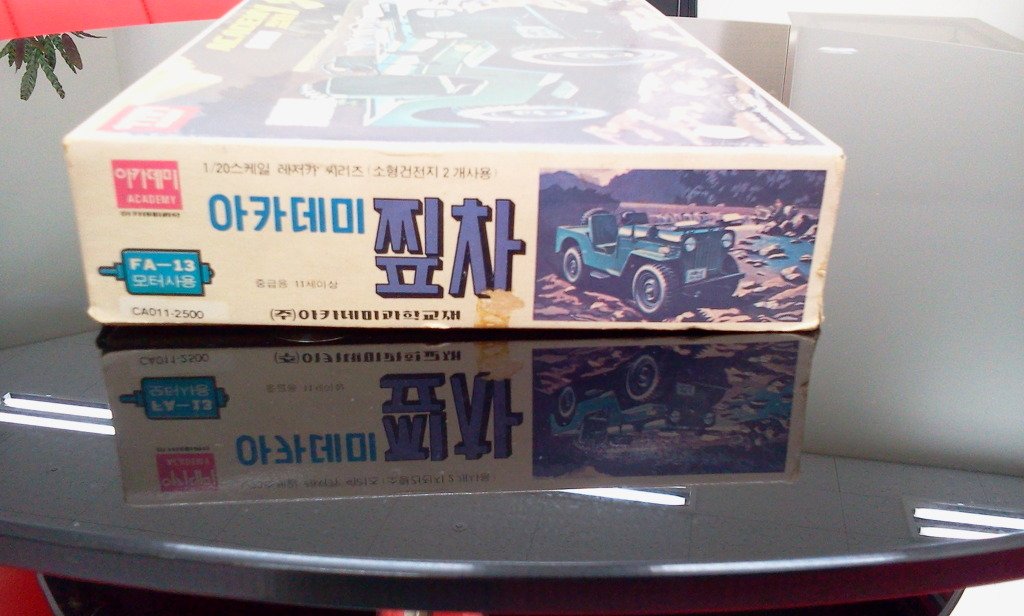 아카데미
ACADEMY
1/20스케일 레저카 씨리즈 (소형건전지 2개사용)
아카데미 찦차
FA-13
모터사용
중급용 11세이상
CA011-2500
(주)아카데미과학교재